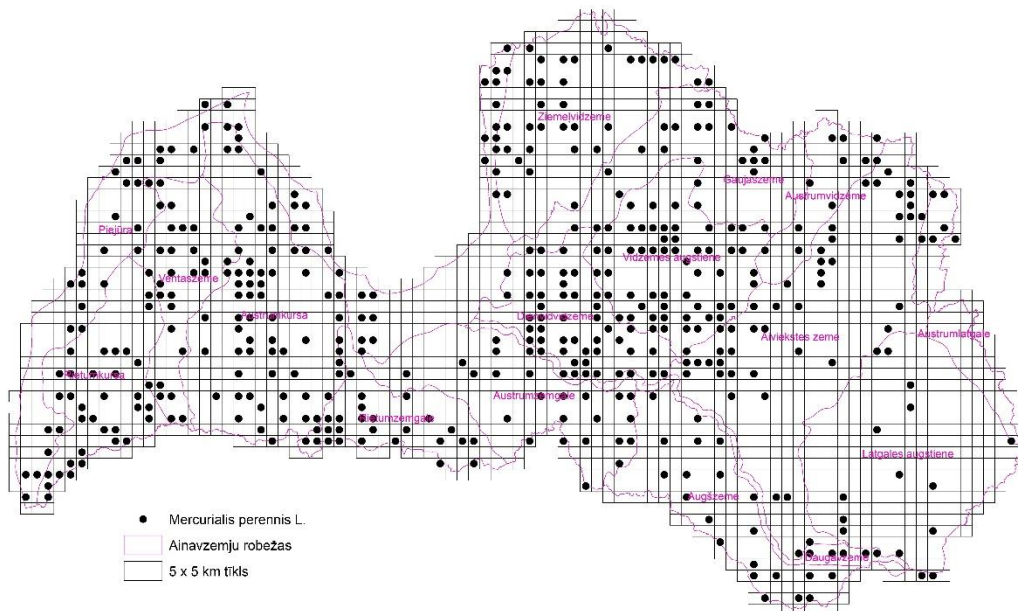 Ziemeļvidzeme
Gaujaszeme
Austrumvidzeme
Piejūra
Vidzemes augstiene
Ventaszeme
Austrumkursa
Dienvidvidzeme
Aiviekstes zeme
Austrumlatgale
Rietumkursa
Austrumzemgale
Rietumzemgale
Latgales augstiene
Augšzeme
Daugavzeme
Mercurialis perennis L.
Ainavzemju robežas
5 x 5 km tīkls